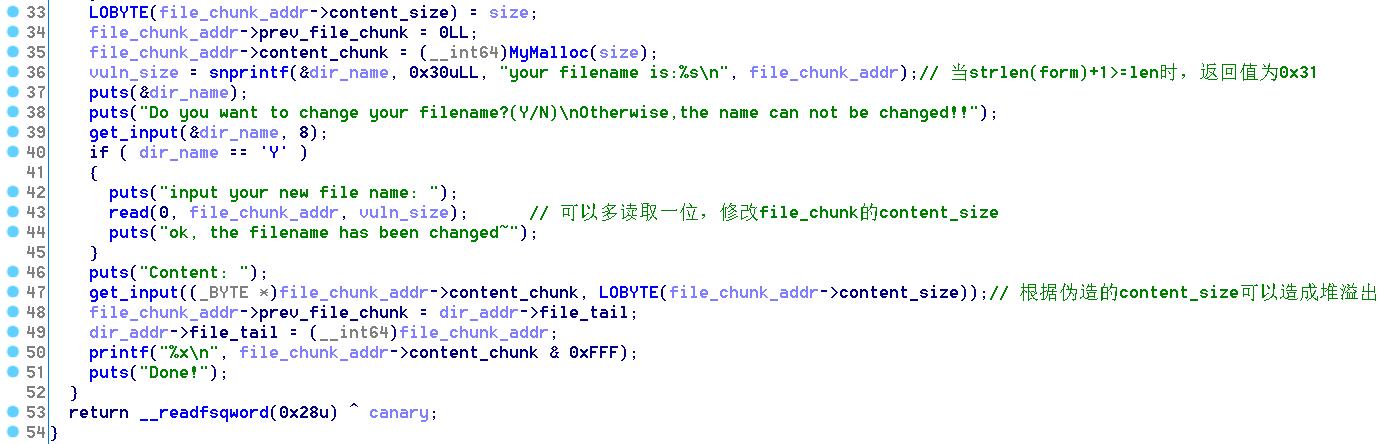 33 LOBYTE(file_chunk_addr->content_size) = size;
34 file_chunk_addr->prev_file_chunk = 0LL;
35 file_chunk_addr->content_chunk = (__int64)MyMalloc(size);
36 vuln_size = snprintf(&dir_name, 0x30uLL, "your filename is:%s\n", file_chunk_addr);// 当strlen(form)+1>=len时，返回值为0x31
37 puts(&dir_name);
38 puts("Do you want to change your filename?(Y/N)\nOtherwise,the name can not be changed!!");
39 get_input(&dir_name, 8);
40 if ( dir_name == 'Y' )
41 {
42 puts("input your new file name: ");
43 read(0, file_chunk_addr, vuln_size); // 可以多读取一位，修改file_chunk的content_size
44 puts("ok, the filename has been changed~");
45 }
46 puts("Content: ");
47 get_input((_BYTE *)file_chunk_addr->content_chunk, LOBYTE(file_chunk_addr->content_size));// 根据伪造的content_size可以造成堆溢出
48 file_chunk_addr->prev_file_chunk = dir_addr->file_tail;
49 dir_addr->file_tail = (__int64)file_chunk_addr;
50 printf("%x\n", file_chunk_addr->content_chunk & 0xFFF);
51 puts("Done!");
52 }
53 return __readfsqword(0x28u) ^ canary;
54 }